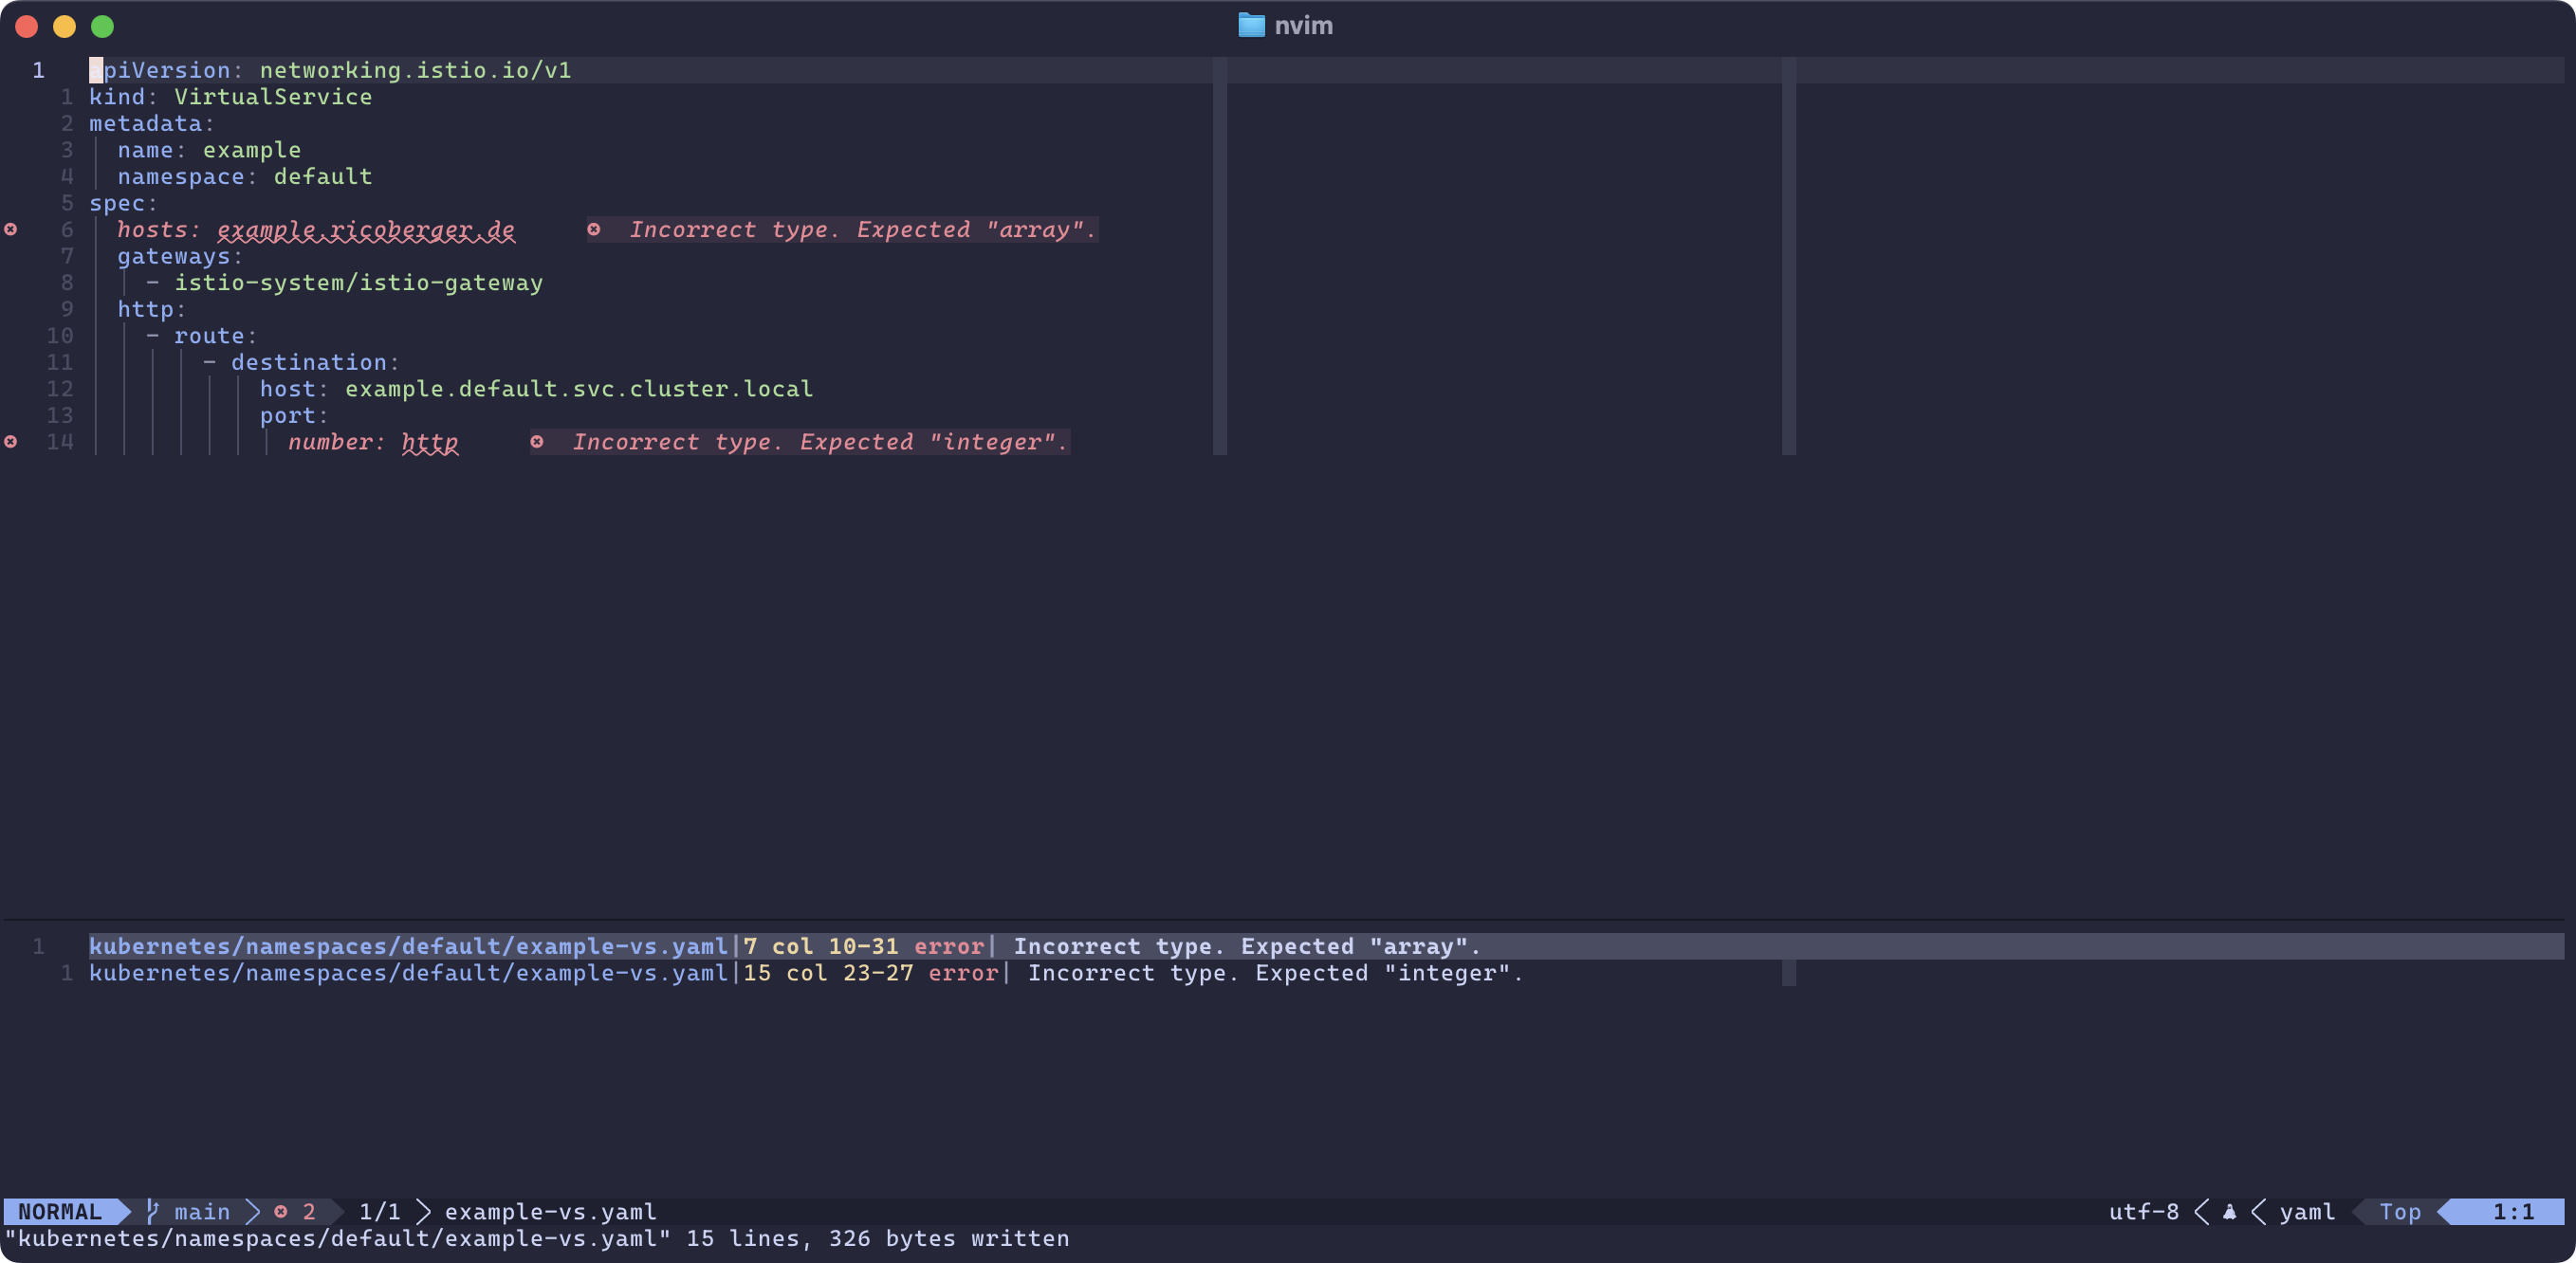 nvim
1 apiVersion: networking.istio.io/v1
1 kind: VirtualService
2 metadata:
3 name: example
4 namespace: default
5 spec:
6 hosts: example.ricoberger.de Incorrect type. Expected "array".
7 gateways:
8 - istio-system/istio-gateway
9 http:
10 - route:
11 - destination:
12 host: example.default.svc.cluster.local
13 port:
14 number: http Incorrect type. Expected "integer".
1 kubernetes/namespaces/default/example-vs.yaml|7 col 10-31 error| Incorrect type. Expected "array".
1 kubernetes/namespaces/default/example-vs.yaml|15 col 23-27 error| Incorrect type. Expected "integer".
NORMAL main 2 1/1 example-vs.yaml utf-8 yaml Top 1:1
"kubernetes/namespaces/default/example-vs.yaml" 15 lines, 326 bytes written